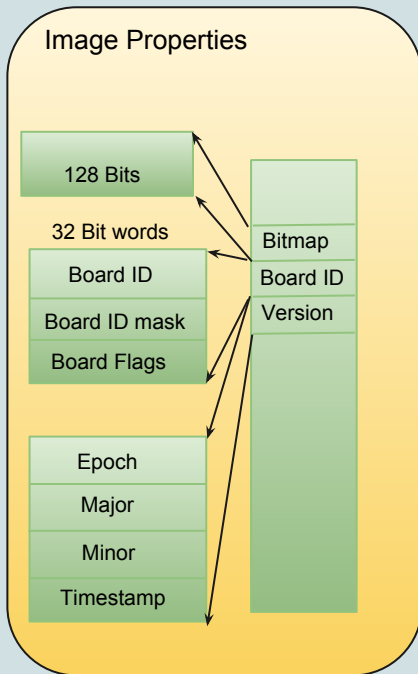 Image Properties
128 Bits
32 Bit words
Board ID
Board ID mask
Board Flags
Epoch
Major
Minor
Timestamp
Bitmap
Board ID
Version